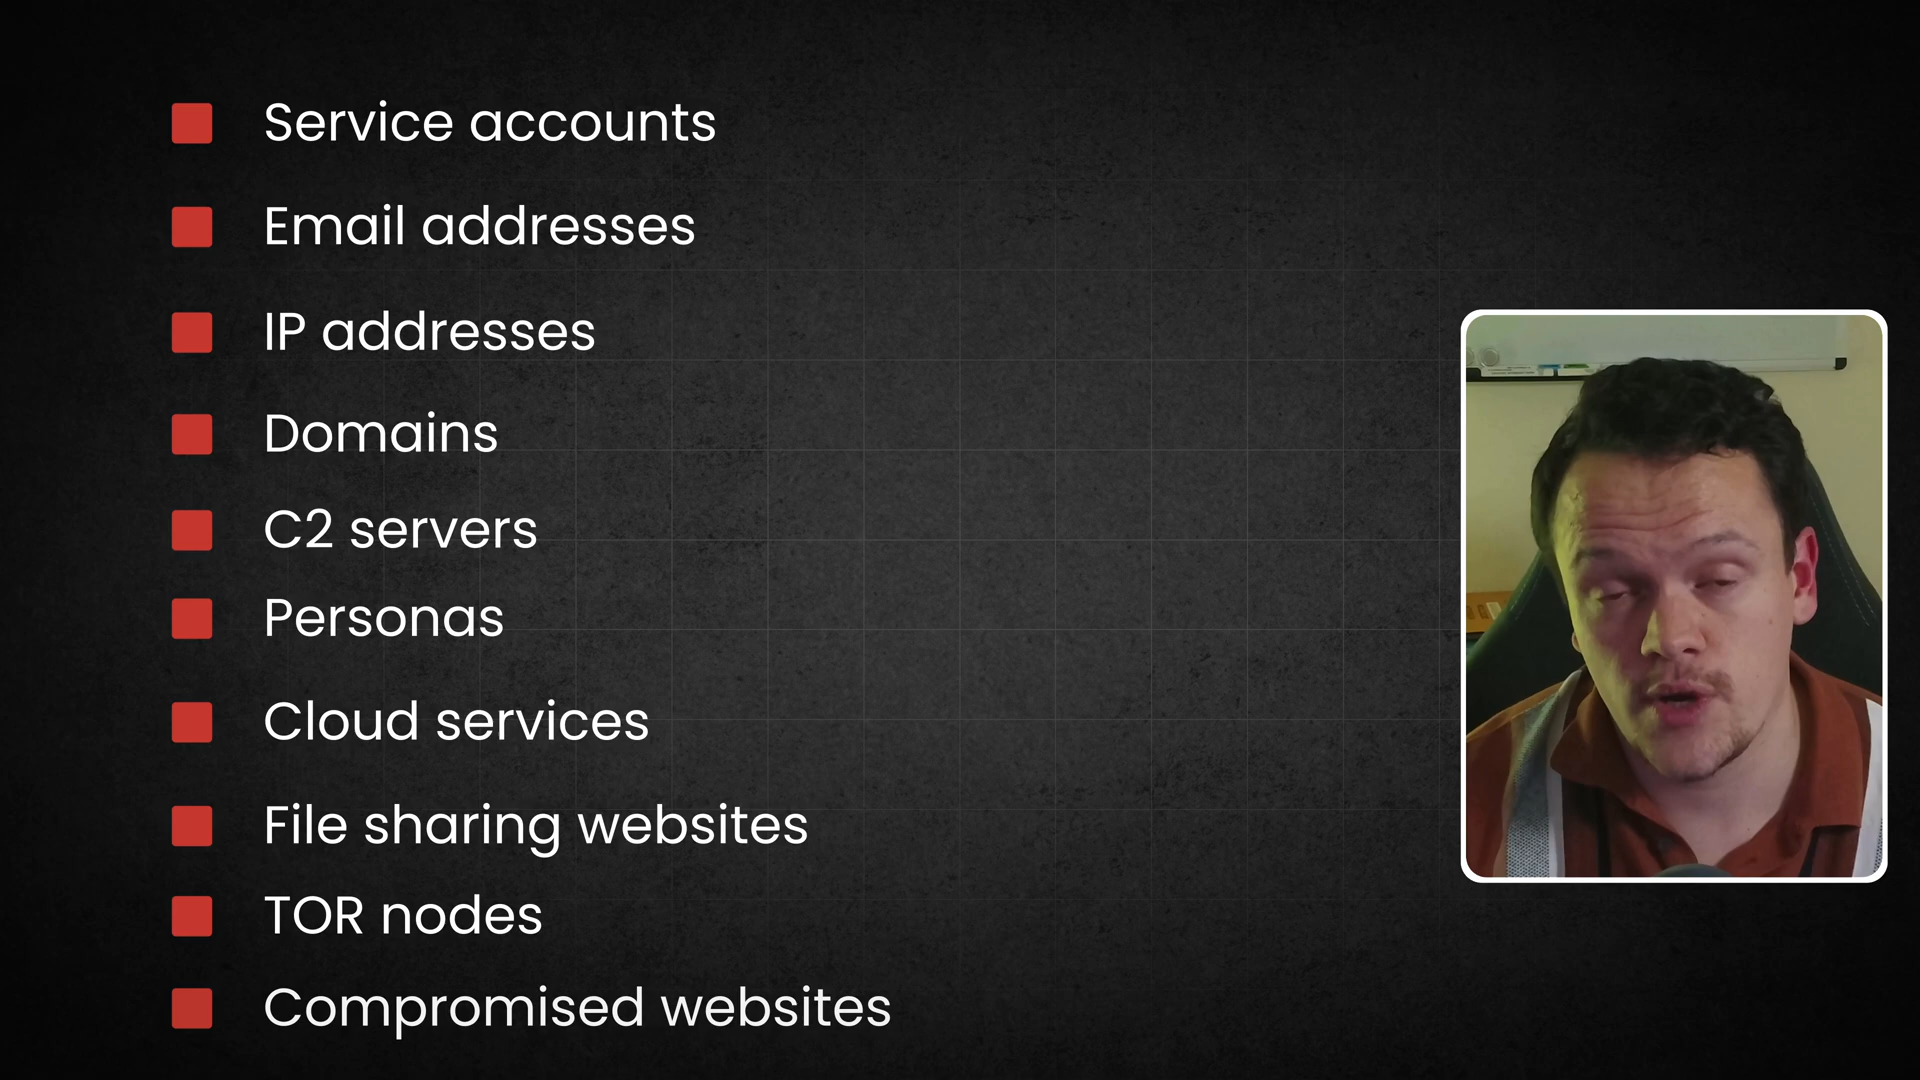 Service accounts
Email addresses
IP addresses
Domains
C2 servers
Personas
Cloud services
File sharing websites
TOR nodes
Compromised websites